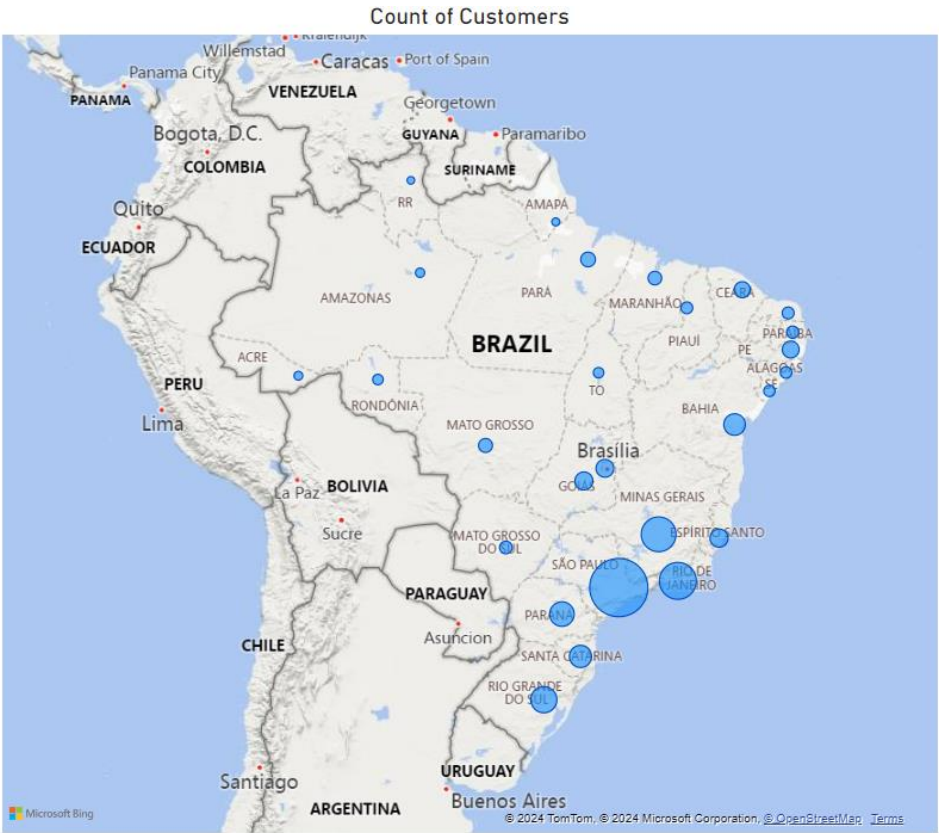 Count of Customers
Kralendijk
Willemstad
Caracas
Port of Spain
Panama City
PANAMA
VENEZUELA
Georgetown
Bogota, D.C.
GUYANA
Paramaribo
COLOMBIA
SURINAME
RR
AMAPÁ
Quito
ECUADOR
AMAZONAS
PARÁ
MARANHÃO
CEARÁ
BRAZIL
PIAUÍ
PARAÍBA
PE
ACRE
ALAGOAS
PERU
TO
SE
RONDÔNIA
BAHIA
Lima
MATO GROSSO
Brasília
La Paz
BOLIVIA
GOIÁS
MINAS GERAIS
Sucre
MATO GROSSO
DO SUL
ESPÍRITO SANTO
SÃO PAULO
RIO DE
JANEIRO
PARAGUAY
PARANÁ
Asuncion
CHILE
SANTA CATARINA
RIO GRANDE
DO SUL
URUGUAY
Santiago
Buenos Aires
ARGENTINA
Microsoft Bing
© 2024 TomTom, © 2024 Microsoft Corporation, © OpenStreetMap Terms